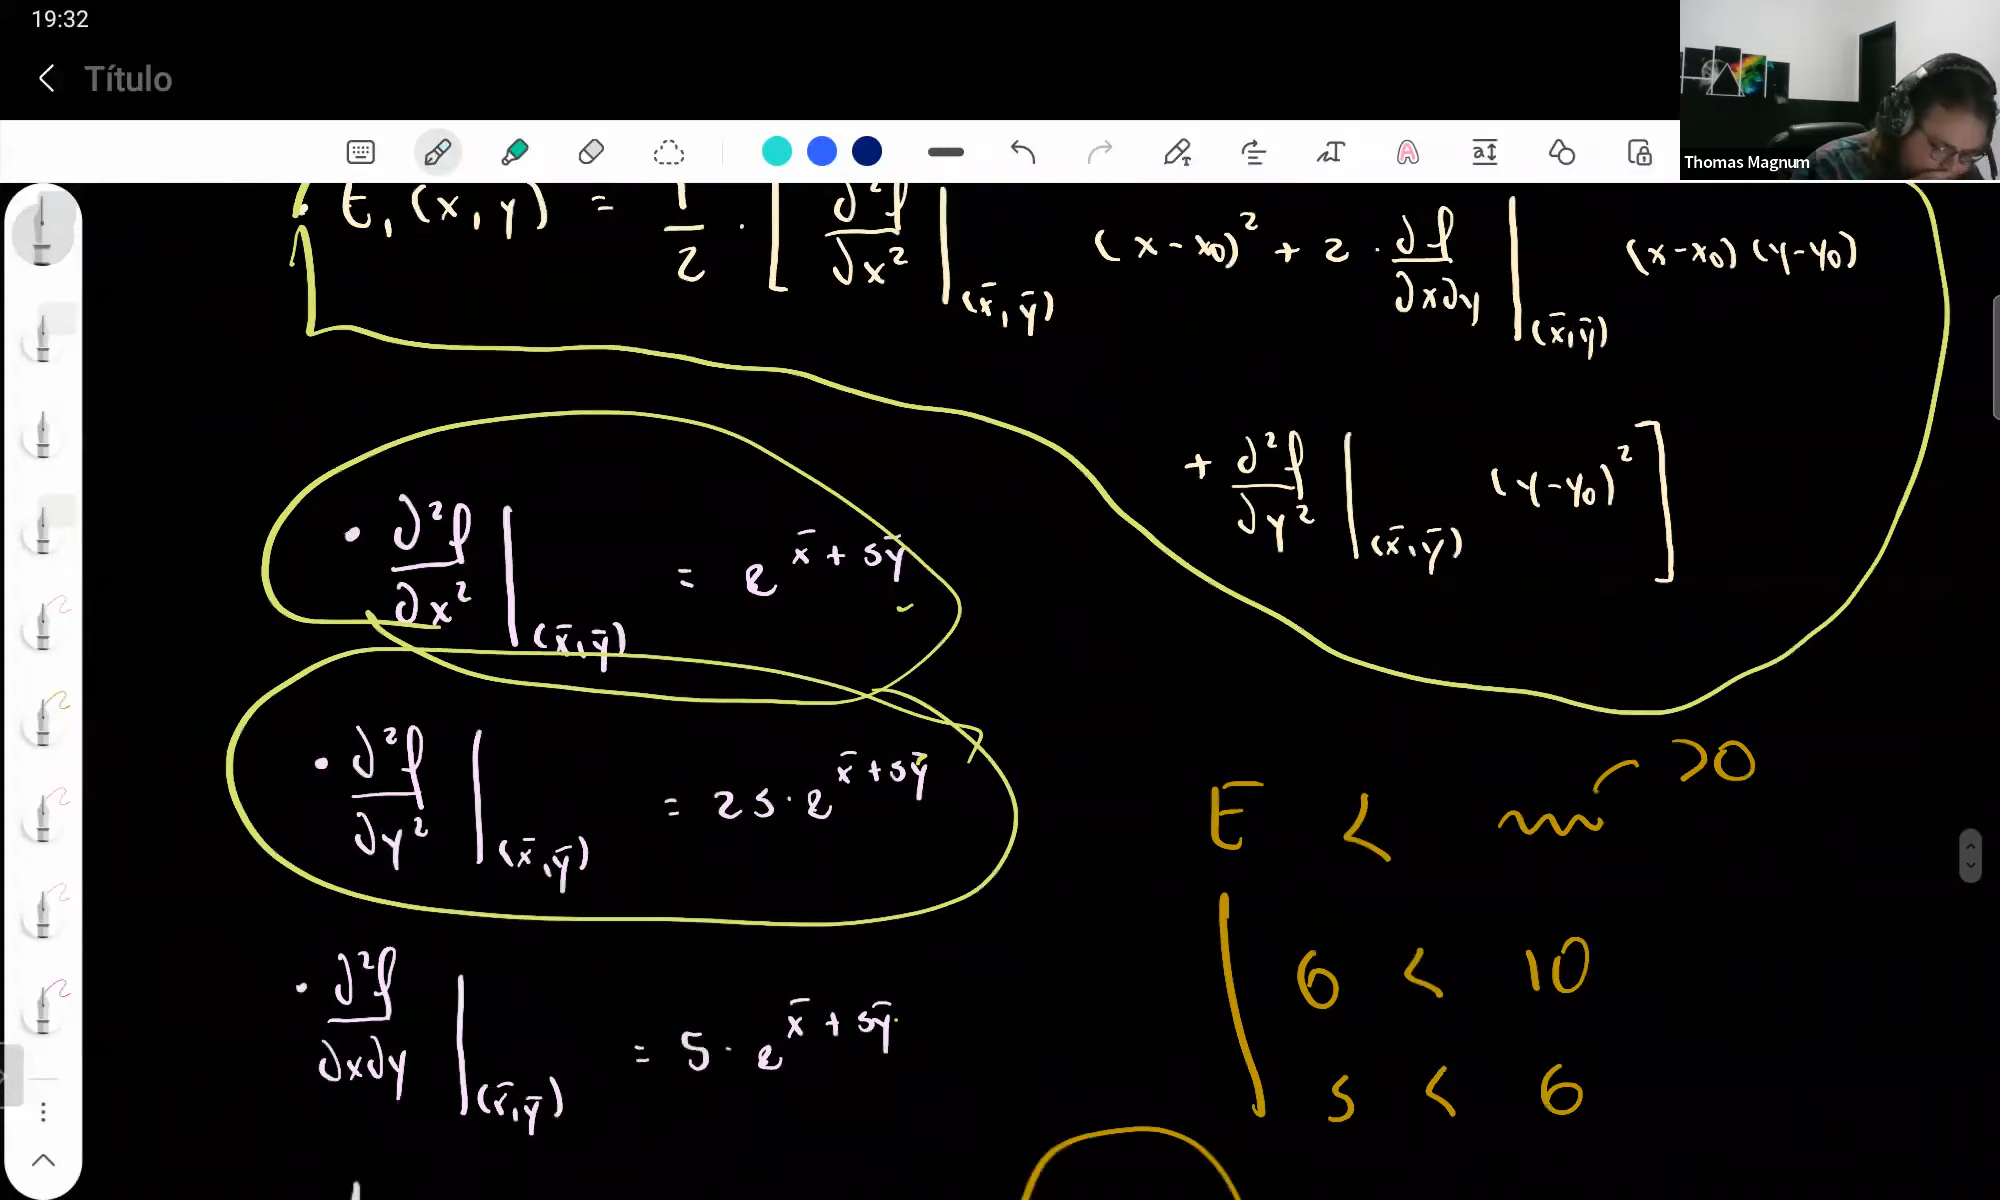 19:32
Título
Thomas Magnum
E₁(x,y) = 1/2 · [ ∂²f/∂x² |(x̄,ȳ) (x-x₀)² + 2 · ∂f/∂x∂y |(x̄,ȳ) (x-x₀)(y-y₀)
+ ∂²f/∂y² |(x̄,ȳ) (y-y₀)² ]
• ∂²f/∂x² |(x̄,ȳ) = e^(x̄+5ȳ)
• ∂²f/∂y² |(x̄,ȳ) = 25 · e^(x̄+5ȳ)
• ∂²f/∂x∂y |(x̄,ȳ) = 5 · e^(x̄+5ȳ)
E < >0
6 < 10
5 < 6